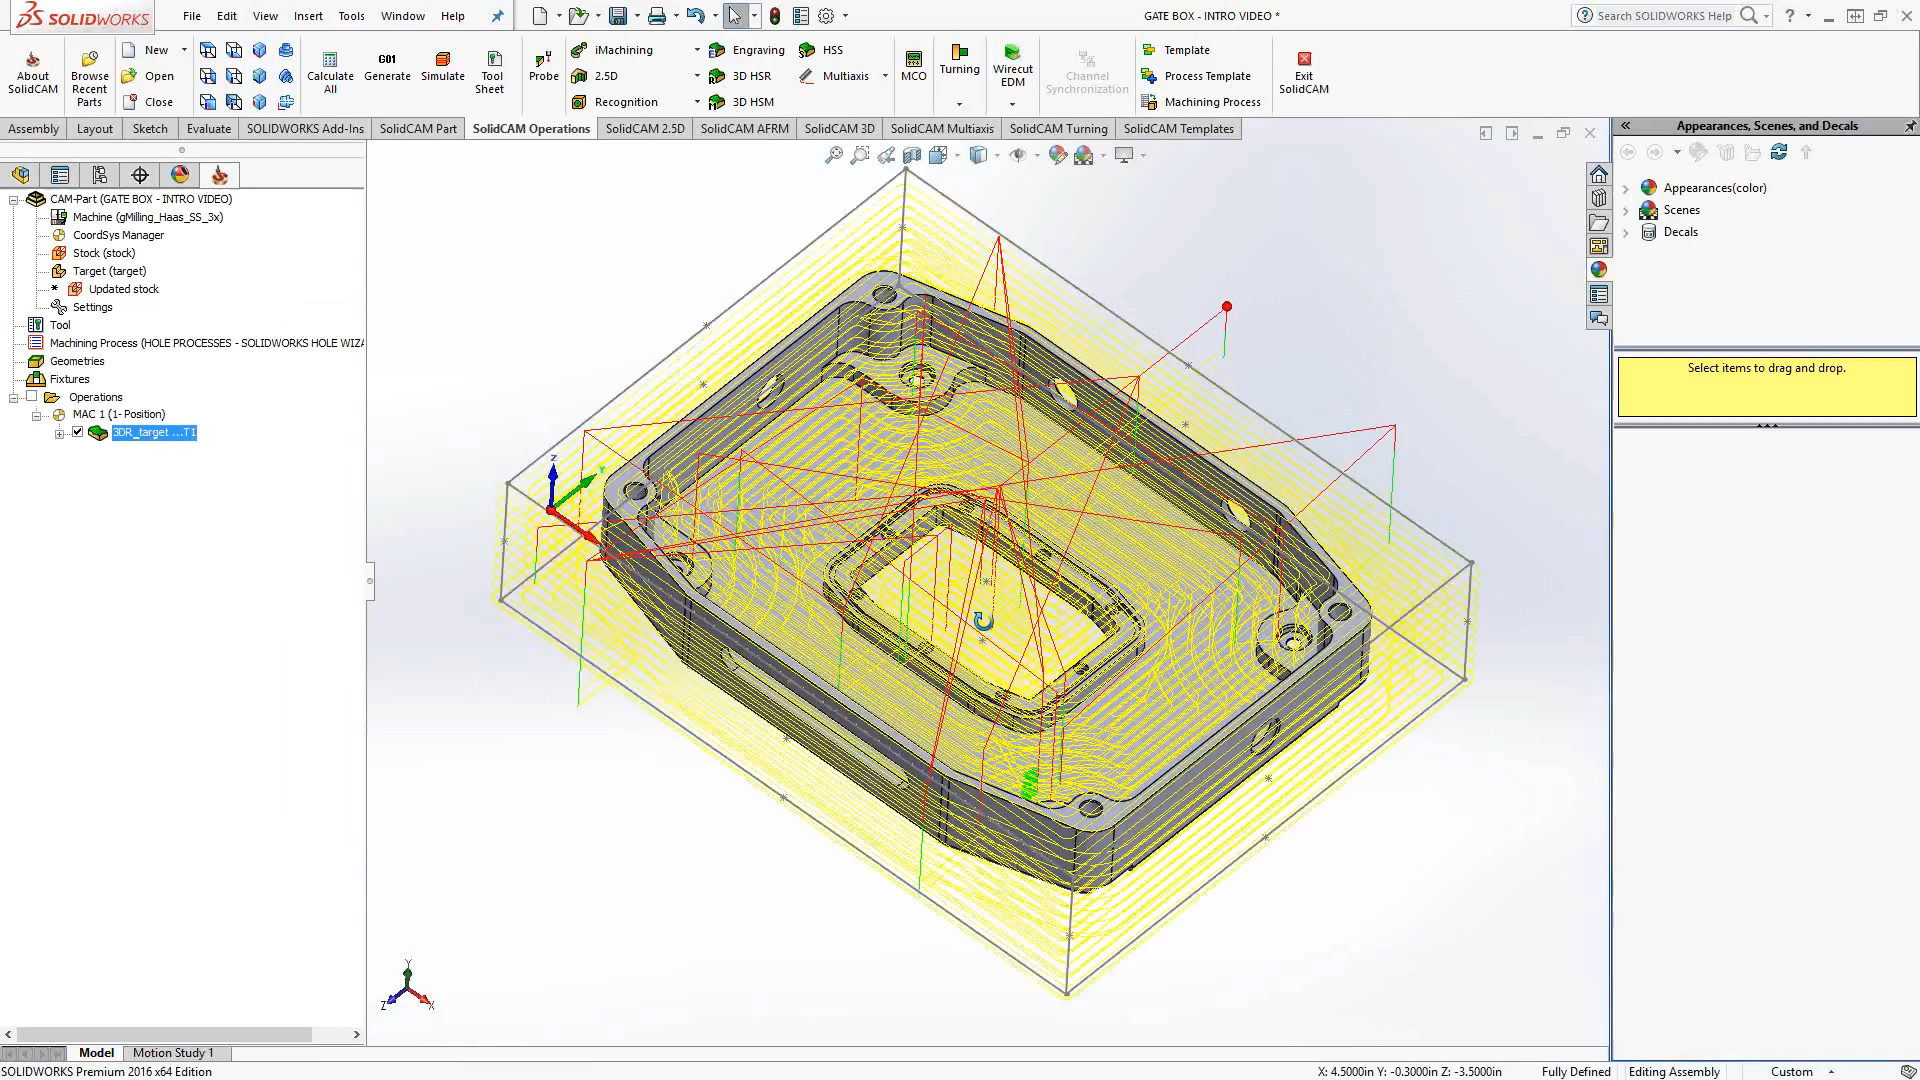 SOLIDWORKS
File Edit View Insert Tools Window Help
GATE BOX - INTRO VIDEO *
Search SOLIDWORKS Help
About SolidCAM
Browse Recent Parts
New
Open
Close
Calculate All
G01
Generate
Simulate
Tool Sheet
Probe
iMachining
2.5D
Recognition
Engraving
3D HSR
3D HSM
HSS
Multiaxis
MCO
Turning
Wirecut EDM
Channel Synchronization
Template
Process Template
Machining Process
Exit SolidCAM
Assembly Layout Sketch Evaluate SOLIDWORKS Add-Ins SolidCAM Part SolidCAM Operations SolidCAM 2.5D SolidCAM AFRM SolidCAM 3D SolidCAM Multiaxis SolidCAM Turning SolidCAM Templates
CAM-Part (GATE BOX - INTRO VIDEO)
Machine (gMilling_Haas_SS_3x)
CoordSys Manager
Stock (stock)
Target (target)
* Updated stock
Settings
Tool
Machining Process (HOLE PROCESSES - SOLIDWORKS HOLE WIZA
Geometries
Fixtures
Operations
MAC 1 (1- Position)
3DR_target ...T1
Z
Y
Y
Z
X
Appearances, Scenes, and Decals
Appearances(color)
Scenes
Decals
Select items to drag and drop.
Model Motion Study 1
SOLIDWORKS Premium 2016 x64 Edition
X: 4.5000in Y: -0.3000in Z: -3.5000in
Fully Defined
Editing Assembly
Custom